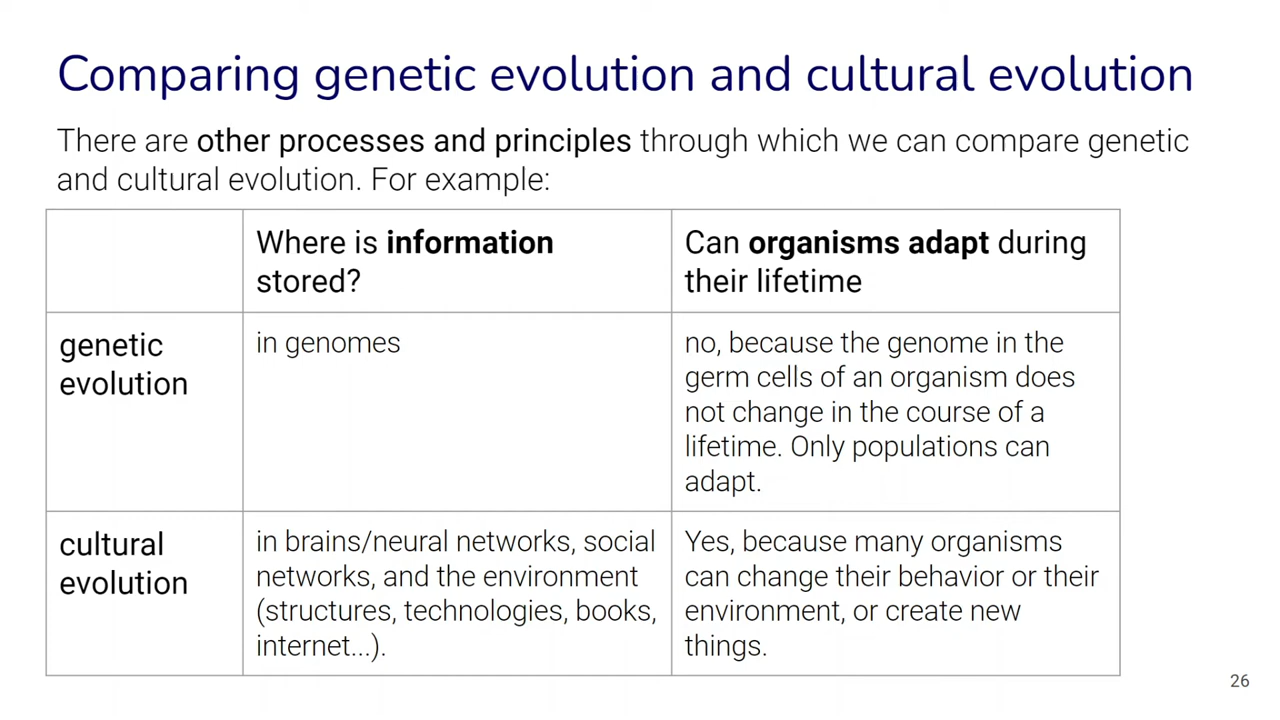 Comparing genetic evolution and cultural evolution
There are other processes and principles through which we can compare genetic
and cultural evolution. For example:
Where is information
stored?
Can organisms adapt during
their lifetime
genetic
evolution
in genomes
no, because the genome in the
germ cells of an organism does
not change in the course of a
lifetime. Only populations can
adapt.
cultural
evolution
in brains/neural networks, social
networks, and the environment
(structures, technologies, books,
internet...).
Yes, because many organisms
can change their behavior or their
environment, or create new
things.
26